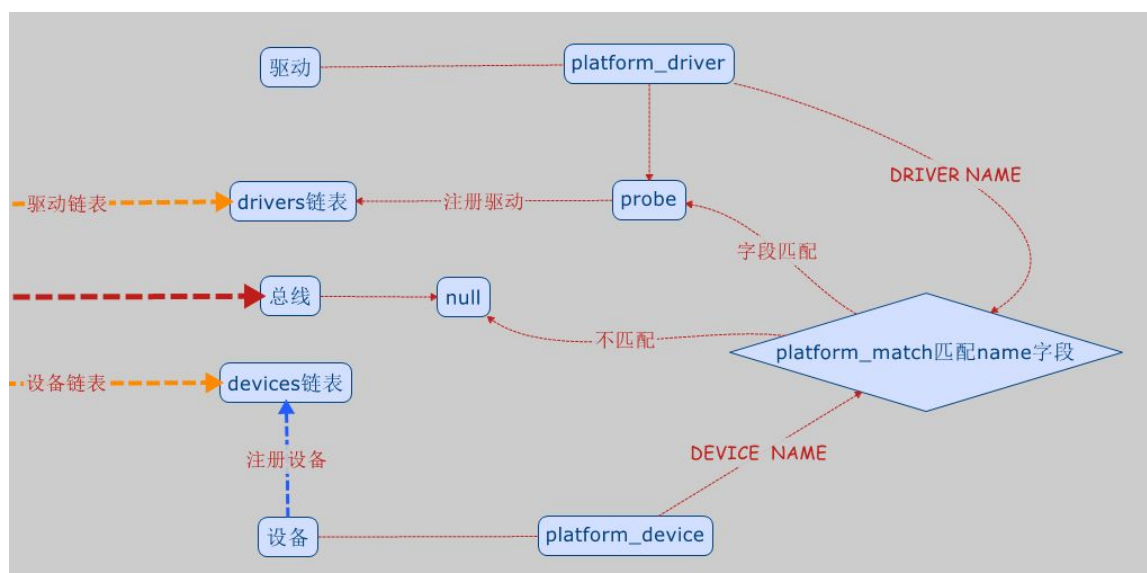 驱动
platform_driver
DRIVER NAME
驱动链表
drivers链表
注册驱动
probe
字段匹配
总线
null
不匹配
platform_match匹配name字段
设备链表
devices链表
注册设备
DEVICE NAME
设备
platform_device